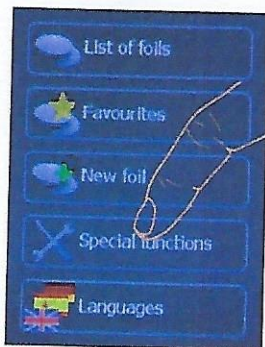 List of foils
Favourites
New foil
Special functions
Languages